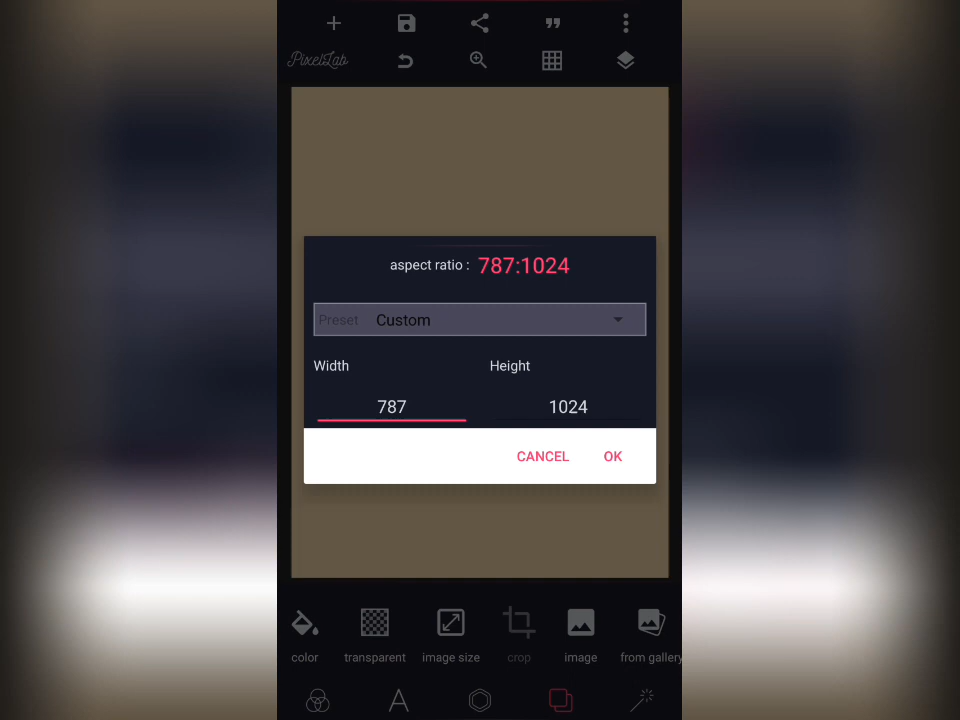 PixelLab
aspect ratio : 787:1024
Preset Custom
Width Height
787 1024
CANCEL OK
color transparent image size crop image from gallery